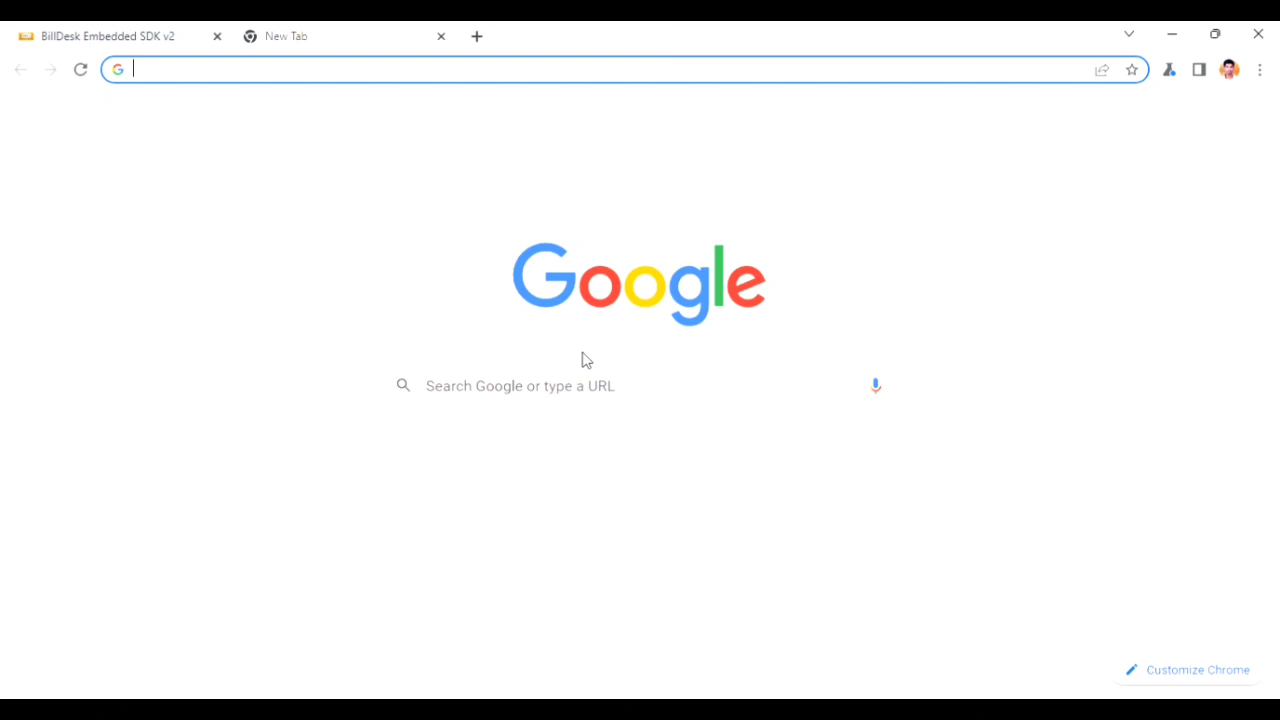 BillDesk Embedded SDK v2
New Tab
Google
Search Google or type a URL
Customize Chrome